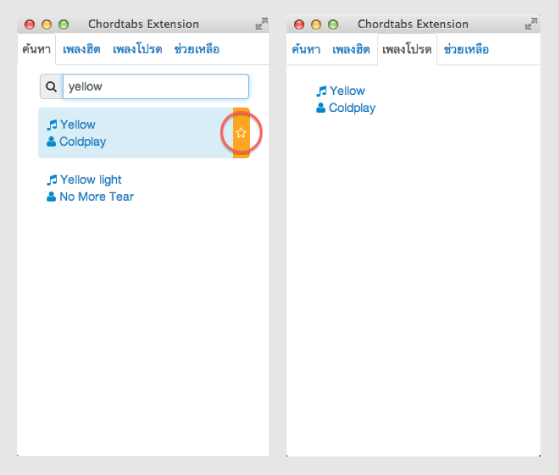 Chordtabs Extension
ค้นหา เพลงฮิต เพลงโปรด ช่วยเหลือ
yellow
Yellow
Coldplay
Yellow light
No More Tear
Chordtabs Extension
ค้นหา เพลงฮิต เพลงโปรด ช่วยเหลือ
Yellow
Coldplay